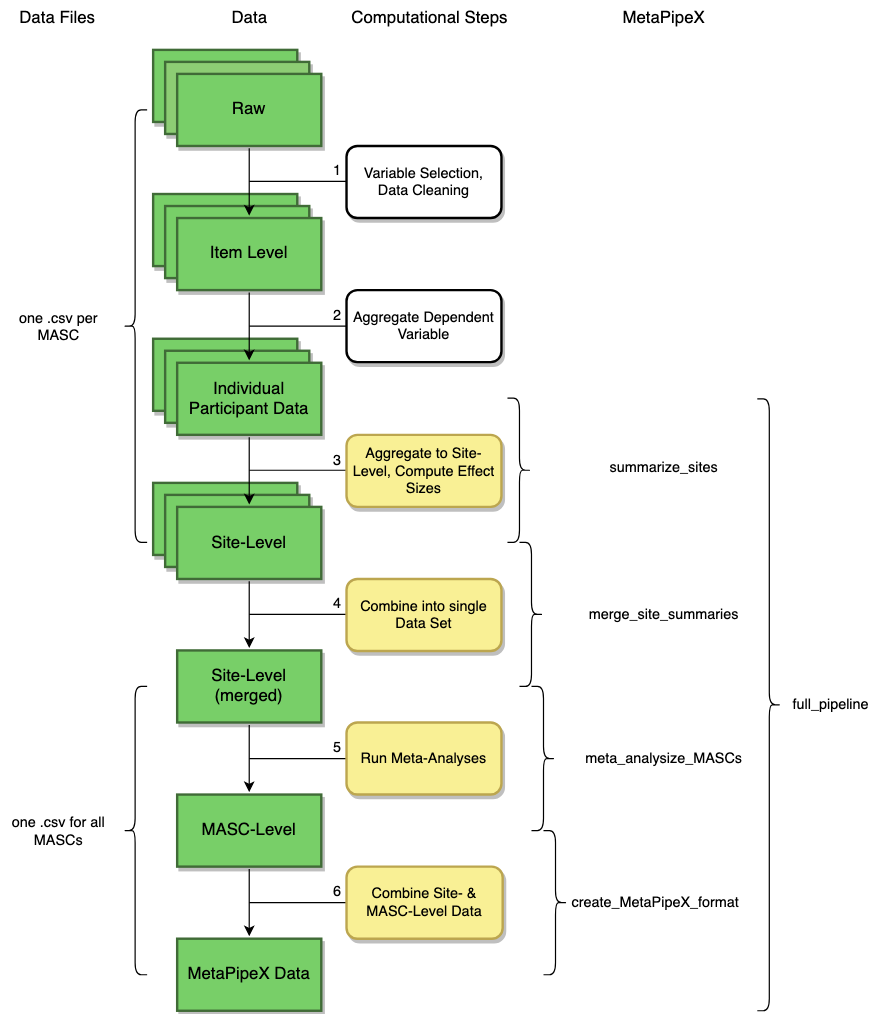 Data Files
Data
Computational Steps
MetaPipeX
Raw
1
Variable Selection,
Data Cleaning
Item Level
one .csv per
MASC
2
Aggregate Dependent
Variable
Individual
Participant Data
3
Aggregate to Site-
Level, Compute Effect
Sizes
summarize_sites
Site-Level
4
Combine into single
Data Set
merge_site_summaries
Site-Level
(merged)
full_pipeline
5
Run Meta-Analyses
meta_analysize_MASCs
one .csv for all
MASCs
MASC-Level
6
Combine Site- &
MASC-Level Data
create_MetaPipeX_format
MetaPipeX Data